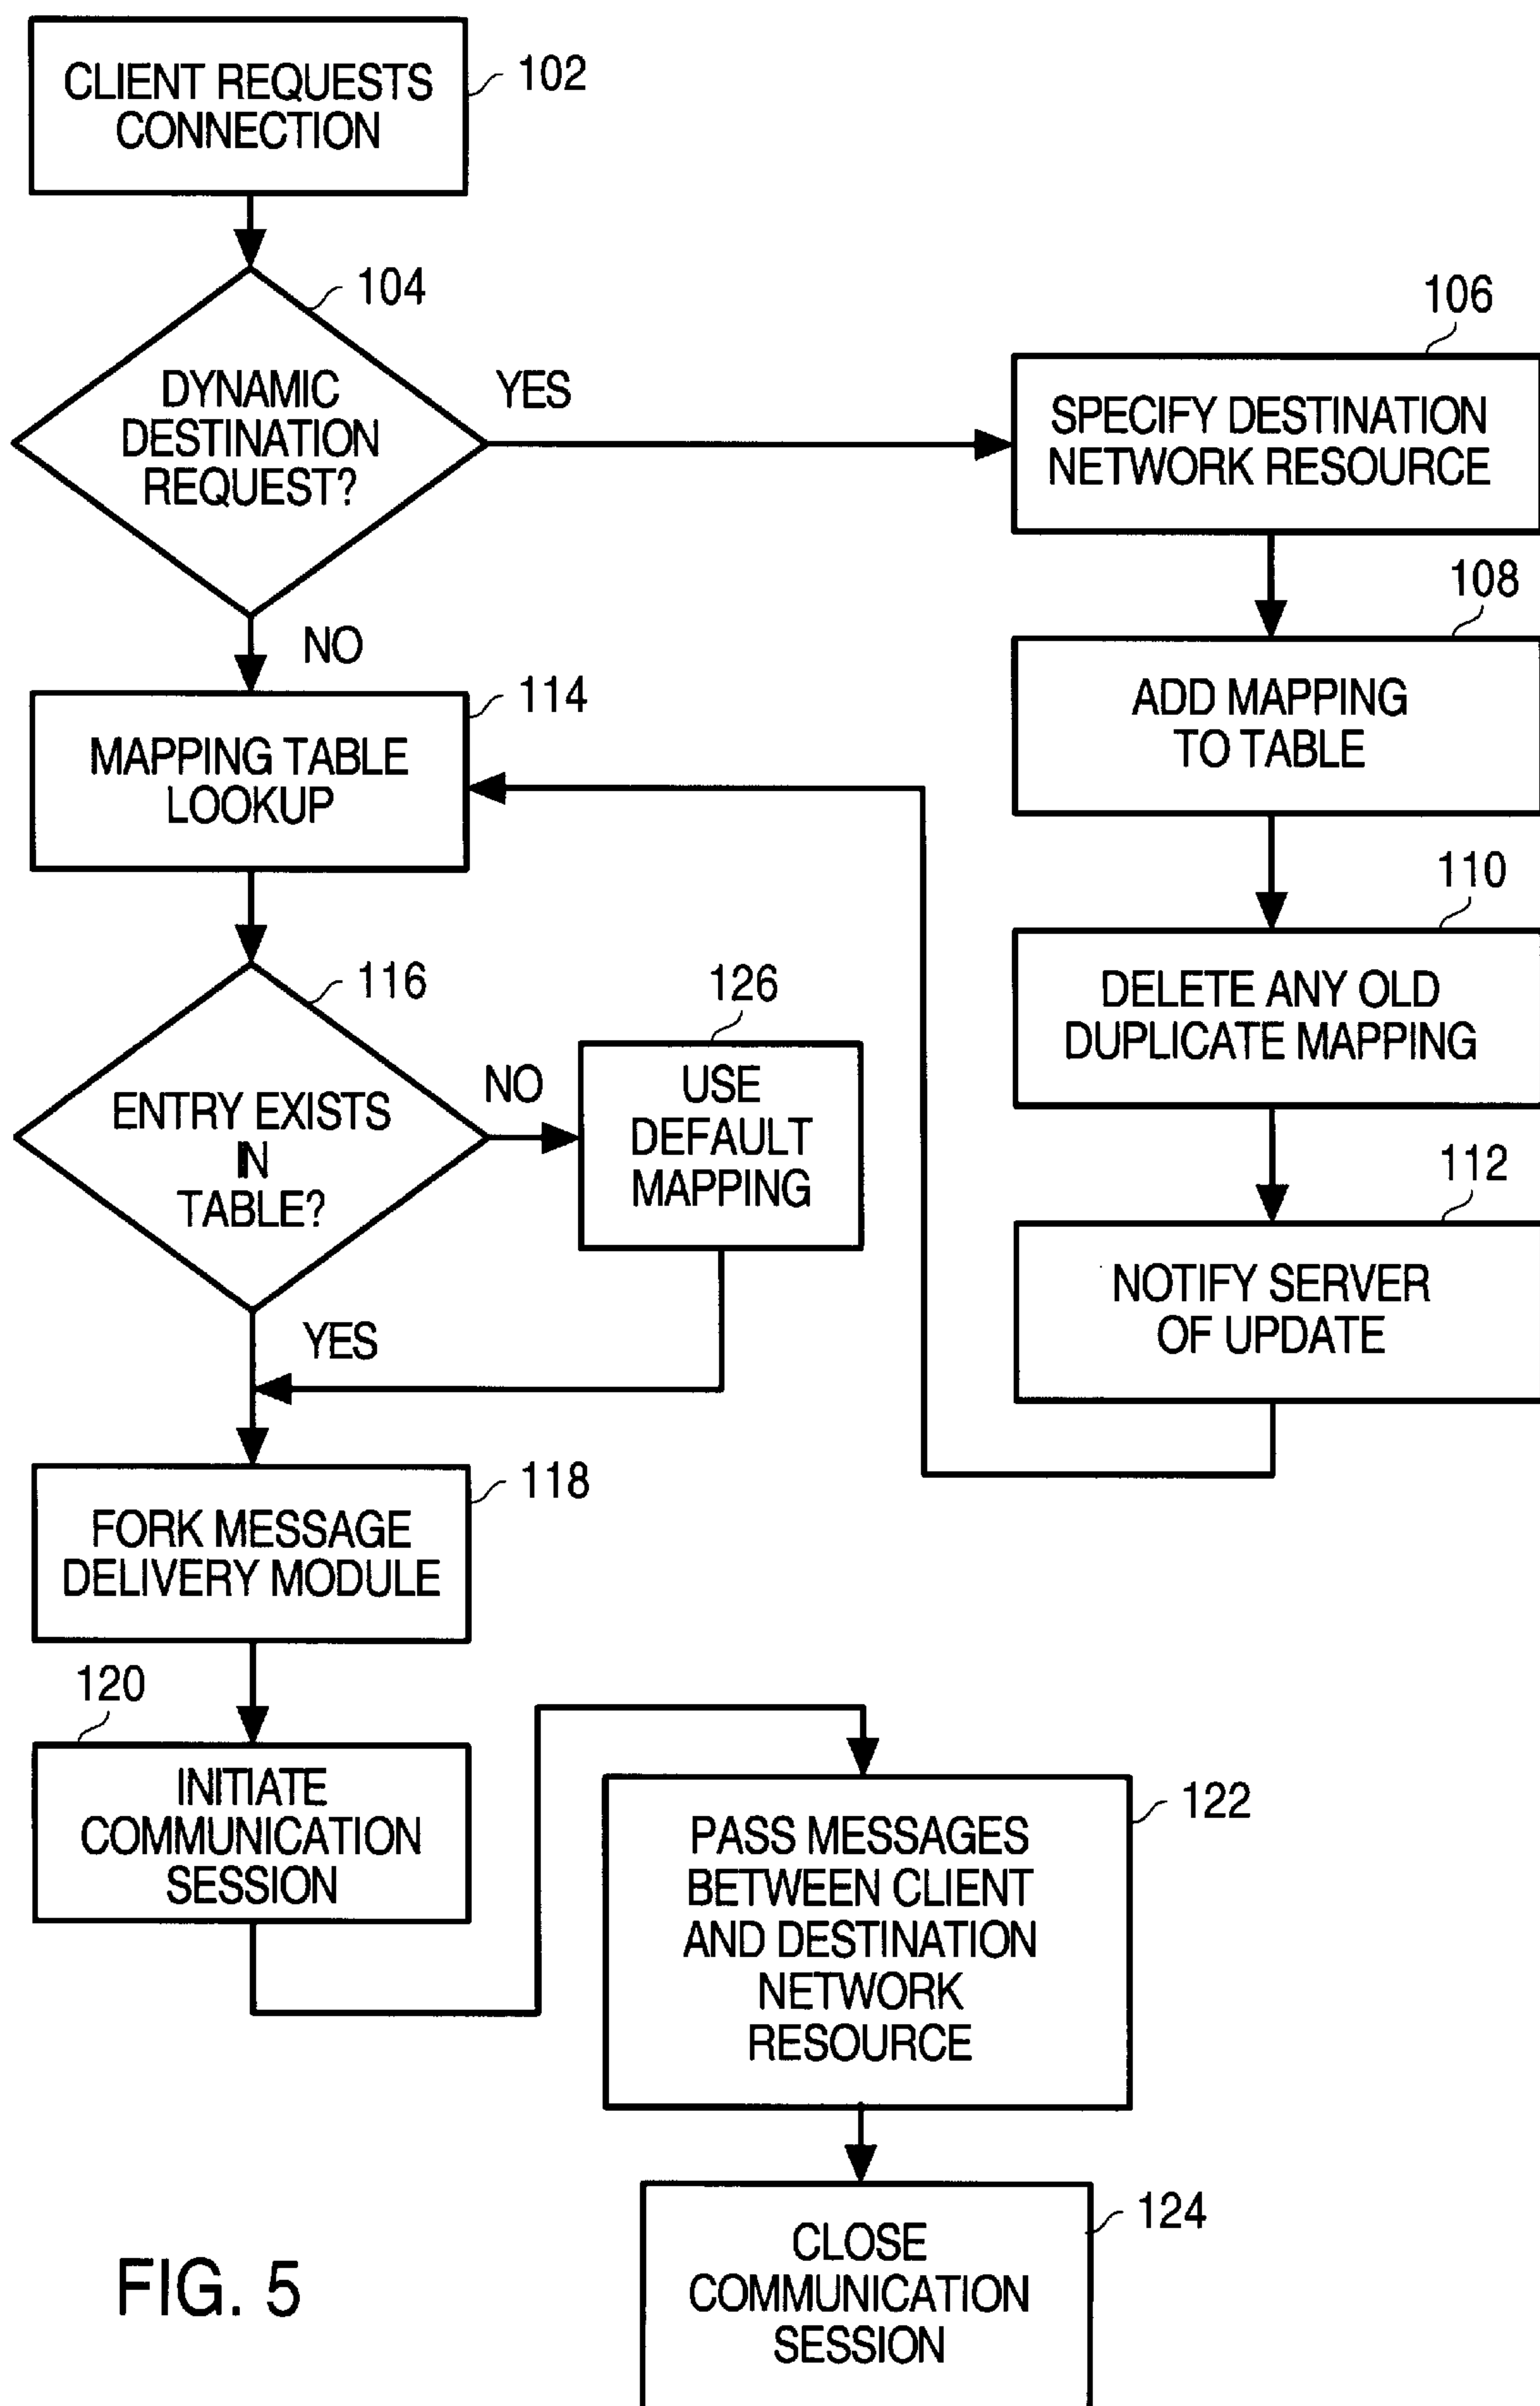 CLIENT REQUESTS
CONNECTION
102
104
DYNAMIC
DESTINATION
REQUEST?
YES
NO
106
SPECIFY DESTINATION
NETWORK RESOURCE
108
ADD MAPPING
TO TABLE
110
DELETE ANY OLD
DUPLICATE MAPPING
112
NOTIFY SERVER
OF UPDATE
114
MAPPING TABLE
LOOKUP
116
ENTRY EXISTS
IN
TABLE?
NO
YES
126
USE
DEFAULT
MAPPING
118
FORK MESSAGE
DELIVERY MODULE
120
INITIATE
COMMUNICATION
SESSION
122
PASS MESSAGES
BETWEEN CLIENT
AND DESTINATION
NETWORK
RESOURCE
124
CLOSE
COMMUNICATION
SESSION
FIG. 5